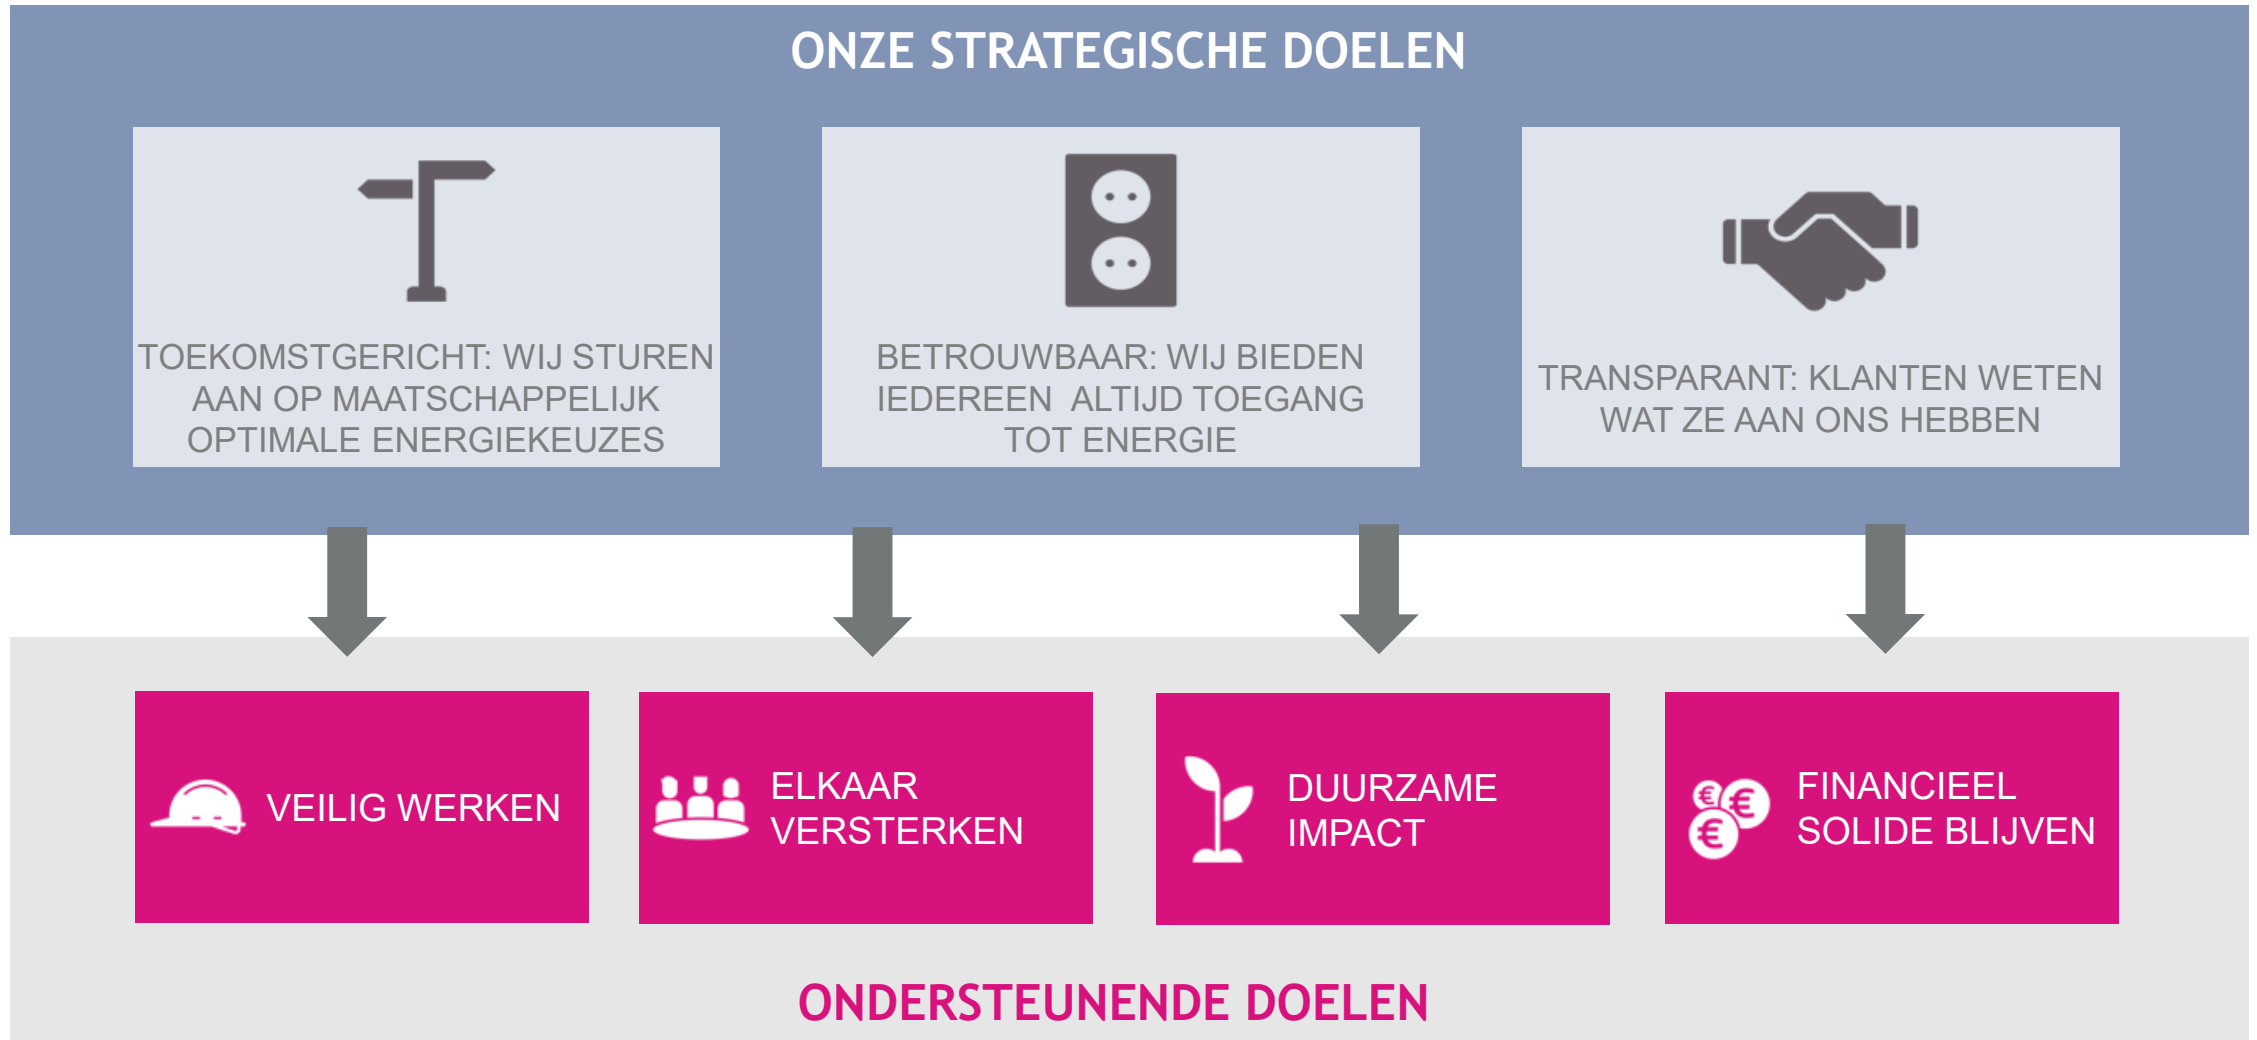 ONZE STRATEGISCHE DOELEN
TOEKOMSTGERICHT: WIJ STUREN
AAN OP MAATSCHAPPELIJK
OPTIMALE ENERGIEKEUZES
BETROUWBAAR: WIJ BIEDEN
IEDEREEN  ALTIJD TOEGANG
TOT ENERGIE
TRANSPARANT: KLANTEN WETEN
WAT ZE AAN ONS HEBBEN
VEILIG WERKEN
ELKAAR
VERSTERKEN
DUURZAME
IMPACT
€
€
€
FINANCIEEL
SOLIDE BLIJVEN
ONDERSTEUNENDE DOELEN